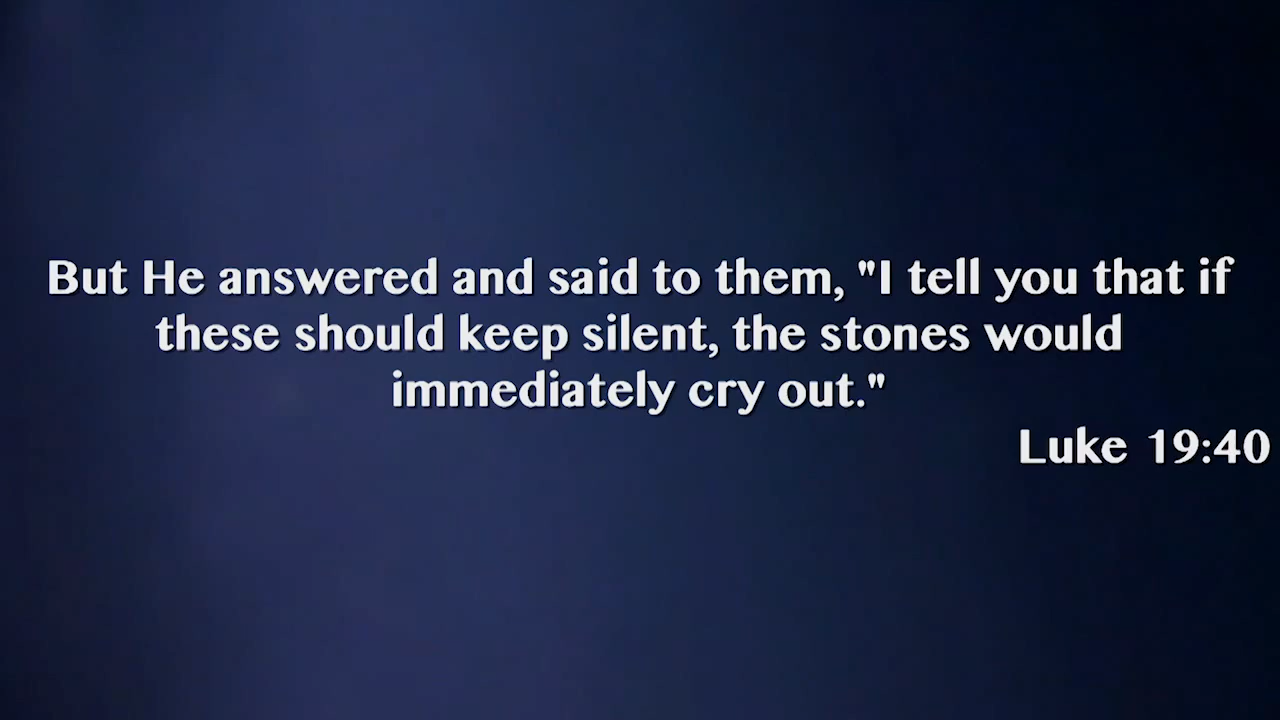 But He answered and said to them, "I tell you that if
these should keep silent, the stones would
immediately cry out."
Luke 19:40